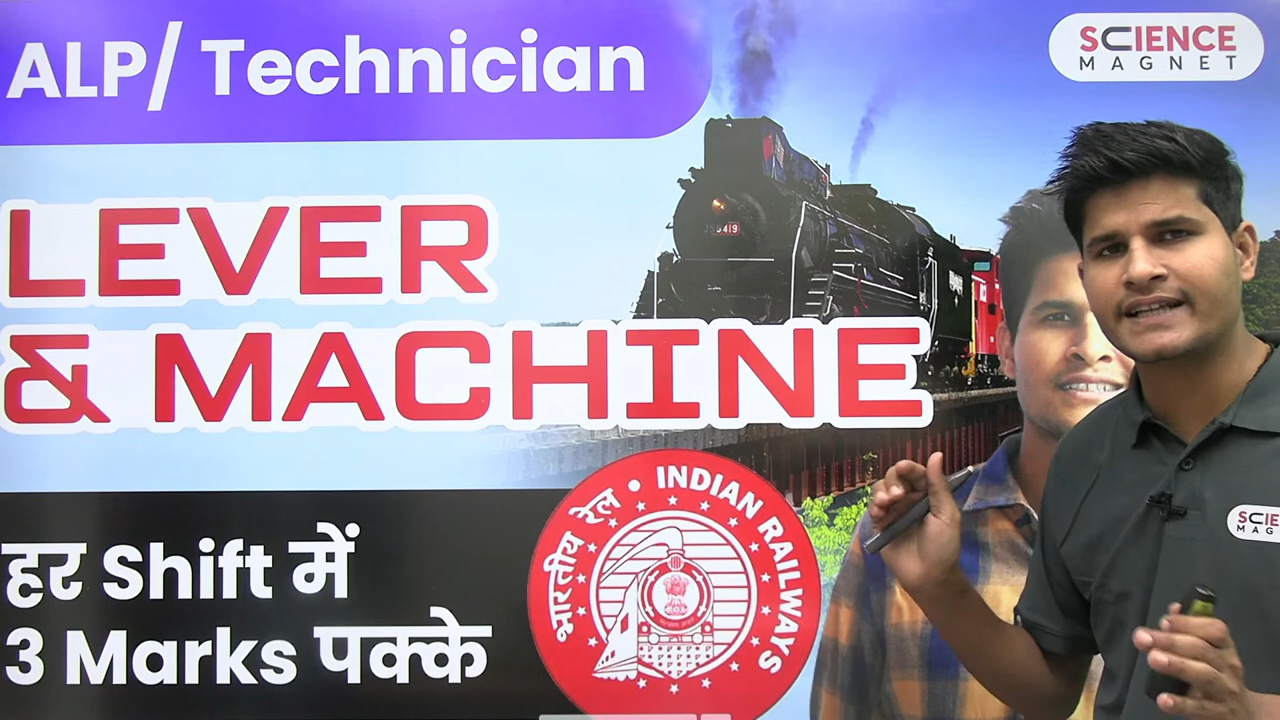 ALP/ Technician
SCIENCE
MAGNET
LEVER
& MACHINE
हर Shift में
3 Marks पक्के
भारतीय रेल • INDIAN RAILWAYS